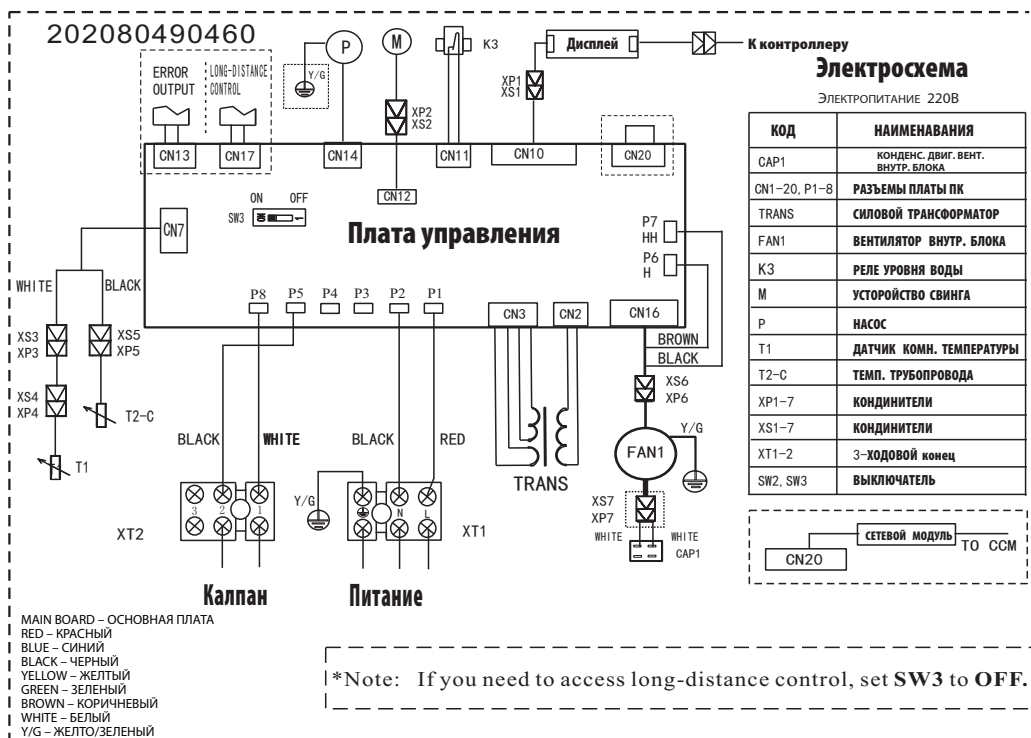 202080490460
ERROR
OUTPUT
LONG-DISTANCE
CONTROL
Y/G
P
M
K3
Дисплей
К контроллеру
XP1
XS1
XP2
XS2
Электросхема
Электропитание 220В
CN13
CN17
CN14
CN11
CN10
CN20
CN12
ON
OFF
SW3
CN7
Плата управления
P7
HH
P6
H
WHITE
BLACK
P8
P5
P4
P3
P2
P1
CN3
CN2
CN16
BROWN
BLACK
XS3
XP3
XS5
XP5
XS4
XP4
T2-C
T1
XS6
XP6
Y/G
FAN1
BLACK
WHITE
BLACK
RED
TRANS
Y/G
XT2
3
2
1
N
L
XT1
XS7
XP7
WHITE
WHITE
CAP1
Калпан
Питание
КОД
НАИМЕНАВАНИЯ
CAP1
КОНДЕНС. ДВИГ. ВЕНТ.
ВНУТР. БЛОКА
CN1-20, P1-8
РАЗЪЕМЫ ПЛАТЫ ПК
TRANS
СИЛОВОЙ ТРАНСФОРМАТОР
FAN1
ВЕНТИЛЯТОР ВНУТР. БЛОКА
K3
РЕЛЕ УРОВНЯ ВОДЫ
M
УСТОРОЙСТВО СВИНГА
P
НАСОС
T1
ДАТЧИК КОМН. ТЕМПЕРАТУРЫ
T2-C
ТЕМП. ТРУБОПРОВОДА
XP1-7
КОНДИНИТЕЛИ
XS1-7
КОНДИНИТЕЛИ
XT1-2
3-ХОДОВОЙ конец
SW2, SW3
ВЫКЛЮЧАТЕЛЬ
CN20
СЕТЕВОЙ МОДУЛЬ
TO CCM
MAIN BOARD – ОСНОВНАЯ ПЛАТА
RED – КРАСНЫЙ
BLUE – СИНИЙ
BLACK – ЧЕРНЫЙ
YELLOW – ЖЕЛТЫЙ
GREEN – ЗЕЛЕНЫЙ
BROWN – КОРИЧНЕВЫЙ
WHITE – БЕЛЫЙ
Y/G – ЖЕЛТО/ЗЕЛЕНЫЙ
*Note: If you need to access long-distance control, set SW3 to OFF.